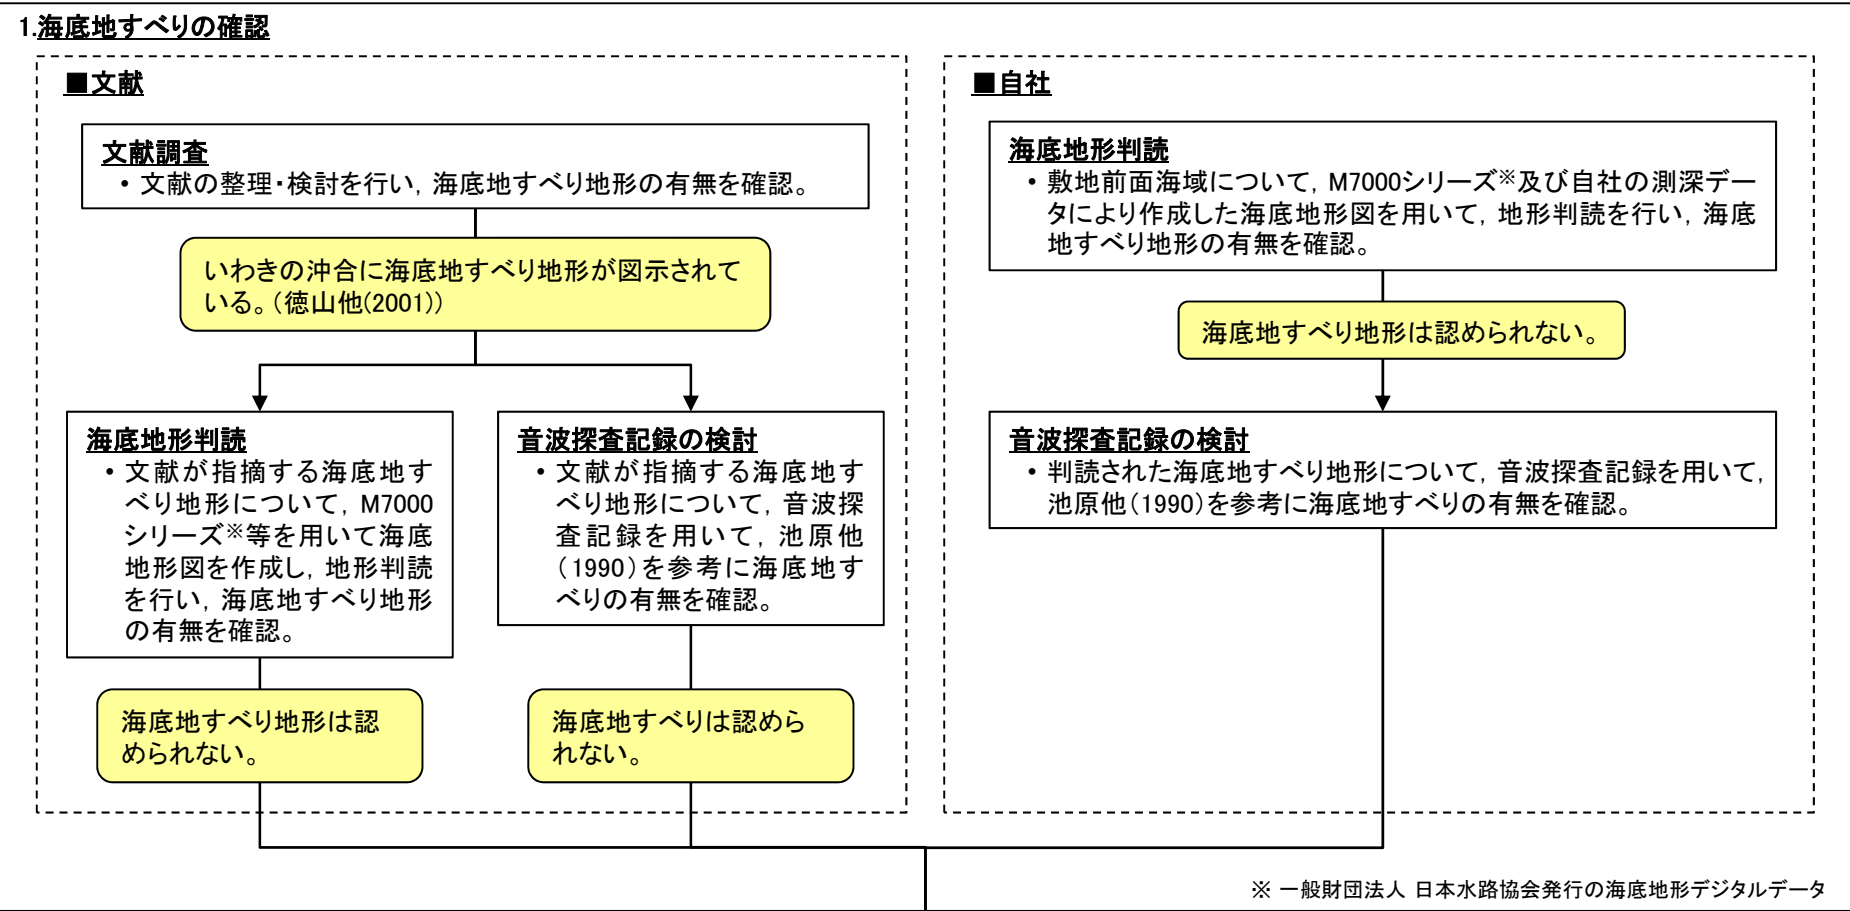 1.海底地すべりの確認
■文献
文献調査
• 文献の整理・検討を行い，海底地すべり地形の有無を確認。
いわきの沖合に海底地すべり地形が図示されて
いる。（徳山他(2001)）
海底地形判読
• 文献が指摘する海底地す
べり地形について，M7000
シリーズ※等を用いて海底
地形図を作成し，地形判読
を行い，海底地すべり地形
の有無を確認。
海底地すべり地形は認
められない。
音波探査記録の検討
• 文献が指摘する海底地す
べり地形について，音波探
査記録を用いて，池原他
（1990）を参考に海底地す
べりの有無を確認。
海底地すべりは認めら
れない。
■自社
海底地形判読
• 敷地前面海域について，M7000シリーズ※及び自社の測深デー
タにより作成した海底地形図を用いて，地形判読を行い，海底
地すべり地形の有無を確認。
海底地すべり地形は認められない。
音波探査記録の検討
• 判読された海底地すべり地形について，音波探査記録を用いて，
池原他（1990）を参考に海底地すべりの有無を確認。
※ 一般財団法人 日本水路協会発行の海底地形デジタルデータ